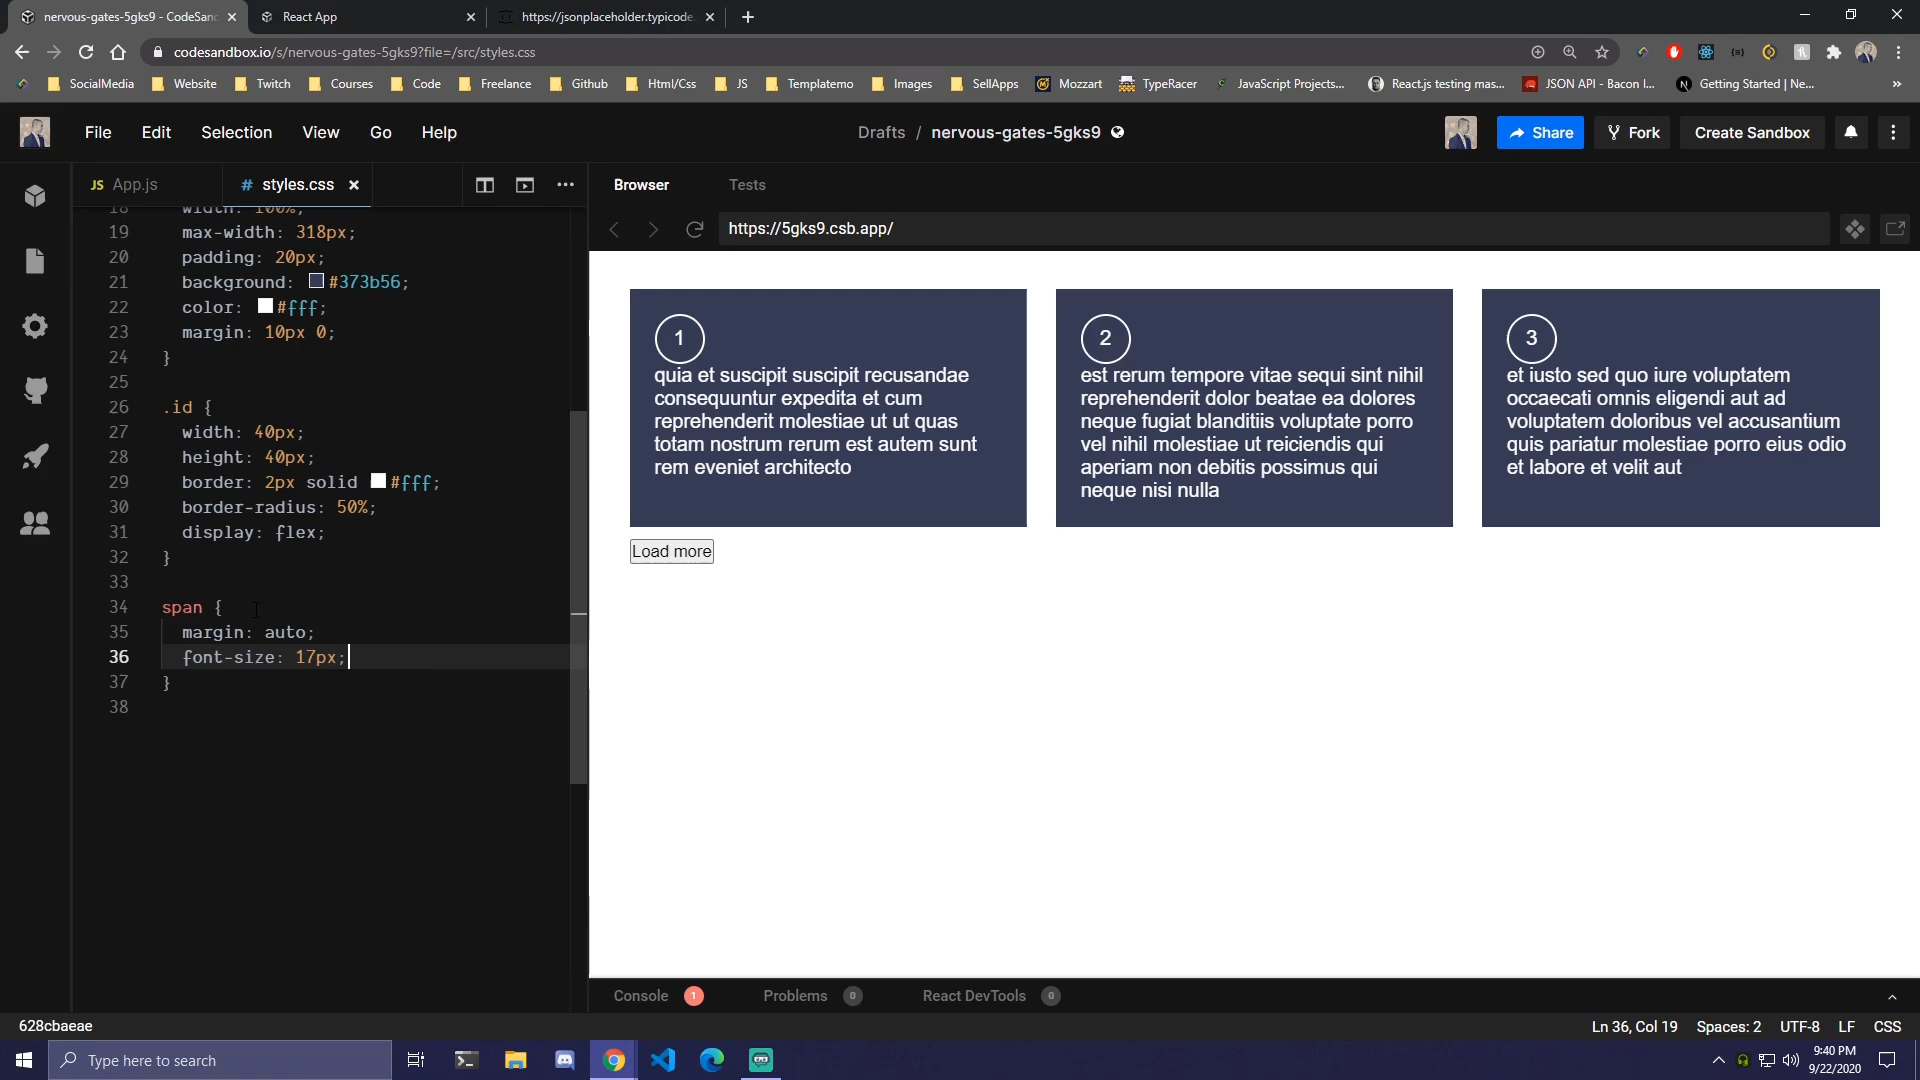 nervous-gates-5gks9 - CodeSan
React App
https://jsonplaceholder.typicode.
codesandbox.io/s/nervous-gates-5gks9?file=/src/styles.css
SocialMedia
Website
Twitch
Courses
Code
Freelance
Github
Html/Css
JS
Templatemo
Images
SellApps
Mozzart
TypeRacer
JavaScript Projects...
React.js testing mas...
JSON API - Bacon I...
Getting Started | Ne...
File
Edit
Selection
View
Go
Help
Drafts / nervous-gates-5gks9
Share
Fork
Create Sandbox
JS App.js
# styles.css
Browser
Tests
https://5gks9.csb.app/
18 width: 100%;
19 max-width: 318px;
20 padding: 20px;
21 background: #373b56;
22 color: #fff;
23 margin: 10px 0;
24 }
25
26 .id {
27 width: 40px;
28 height: 40px;
29 border: 2px solid #fff;
30 border-radius: 50%;
31 display: flex;
32 }
33
34 span {
35 margin: auto;
36 font-size: 17px;
37 }
38
1
quia et suscipit suscipit recusandae
consequuntur expedita et cum
reprehenderit molestiae ut ut quas
totam nostrum rerum est autem sunt
rem eveniet architecto
2
est rerum tempore vitae sequi sint nihil
reprehenderit dolor beatae ea dolores
neque fugiat blanditiis voluptate porro
vel nihil molestiae ut reiciendis qui
aperiam non debitis possimus qui
neque nisi nulla
3
et iusto sed quo iure voluptatem
occaecati omnis eligendi aut ad
voluptatem doloribus vel accusantium
quis pariatur molestiae porro eius odio
et labore et velit aut
Load more
Console 1
Problems 0
React DevTools 0
628cbaeae
Ln 36, Col 19
Spaces: 2
UTF-8
LF
CSS
Type here to search
9:40 PM
9/22/2020